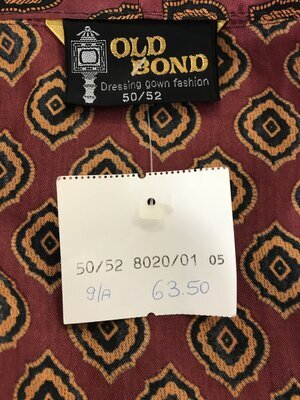 OLD
BOND
Dressing gown fashion
50/52
50/52 8020/01 05
9/A 63.50